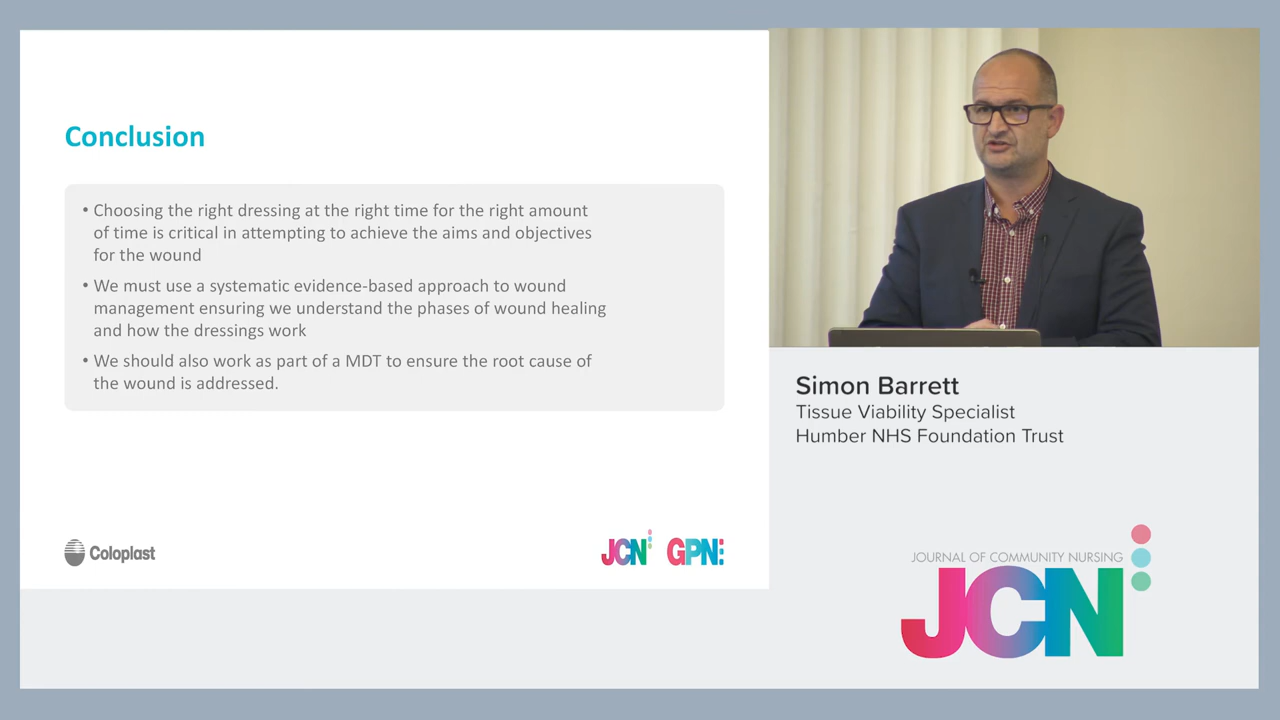 Conclusion
• Choosing the right dressing at the right time for the right amount
of time is critical in attempting to achieve the aims and objectives
for the wound
• We must use a systematic evidence-based approach to wound
management ensuring we understand the phases of wound healing
and how the dressings work
• We should also work as part of a MDT to ensure the root cause of
the wound is addressed.
Coloplast
JCN
GPN
Simon Barrett
Tissue Viability Specialist
Humber NHS Foundation Trust
JOURNAL OF COMMUNITY NURSING
JCN